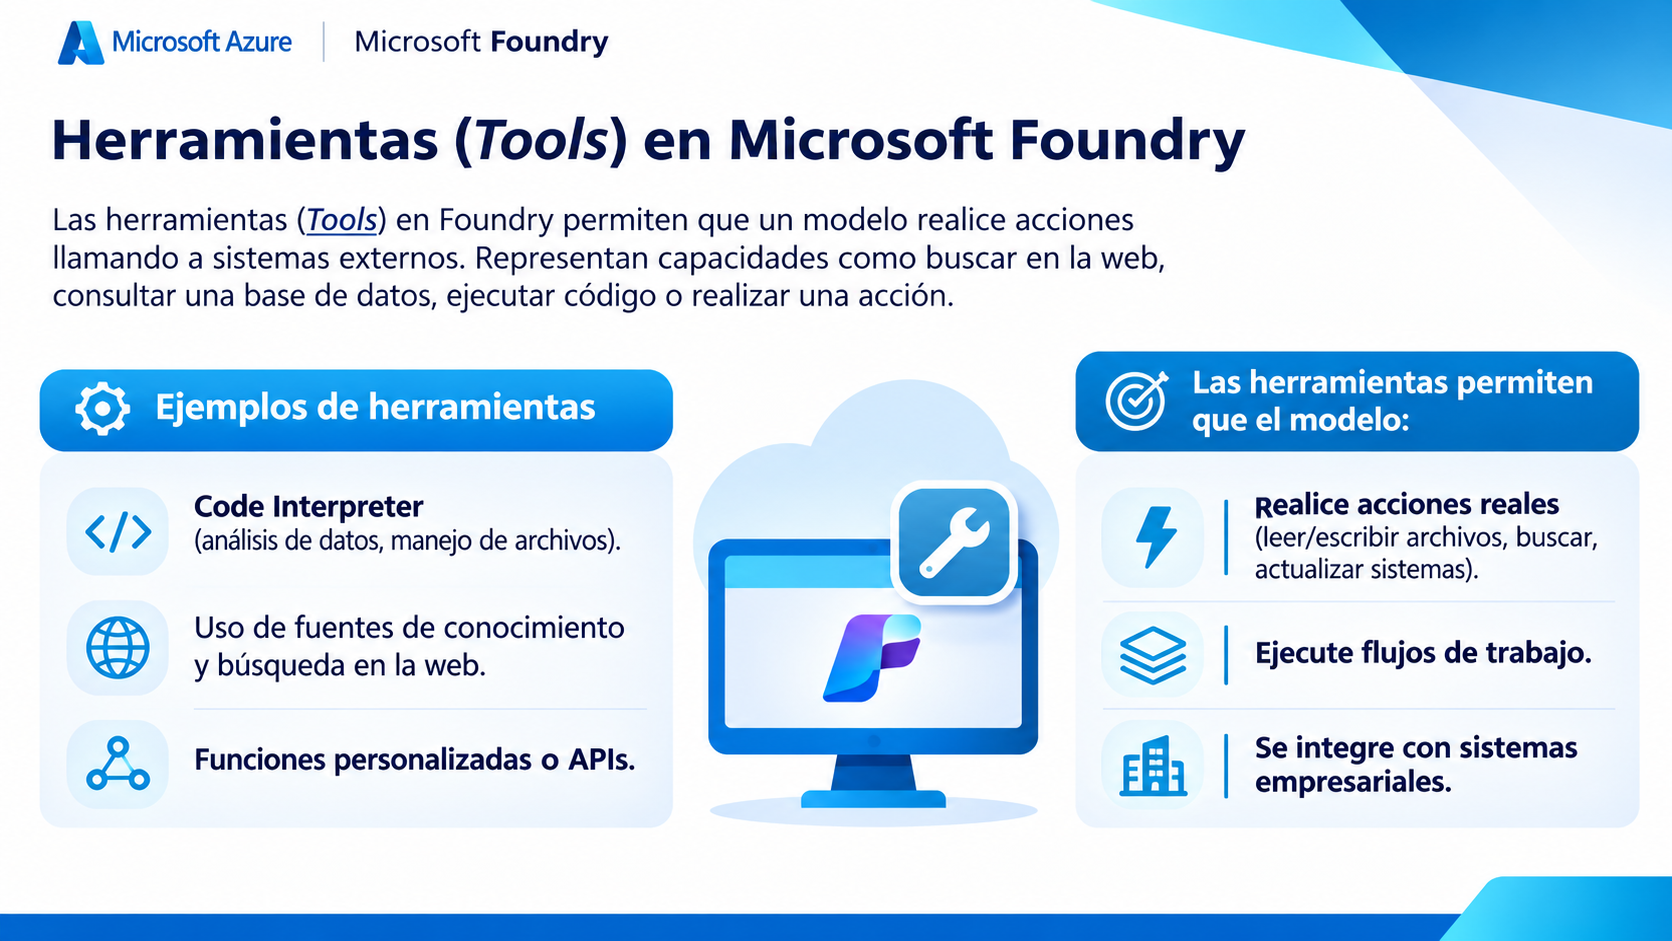 Microsoft Azure
Microsoft Foundry
Herramientas (Tools) en Microsoft Foundry
Las herramientas (Tools) en Foundry permiten que un modelo realice acciones
llamando a sistemas externos. Representan capacidades como buscar en la web,
consultar una base de datos, ejecutar código o realizar una acción.
Ejemplos de herramientas
Code Interpreter
(análisis de datos, manejo de archivos).
Uso de fuentes de conocimiento
y búsqueda en la web.
Funciones personalizadas o APIs.
Las herramientas permiten
que el modelo:
Realice acciones reales
(leer/escribir archivos, buscar,
actualizar sistemas).
Ejecute flujos de trabajo.
Se integre con sistemas
empresariales.